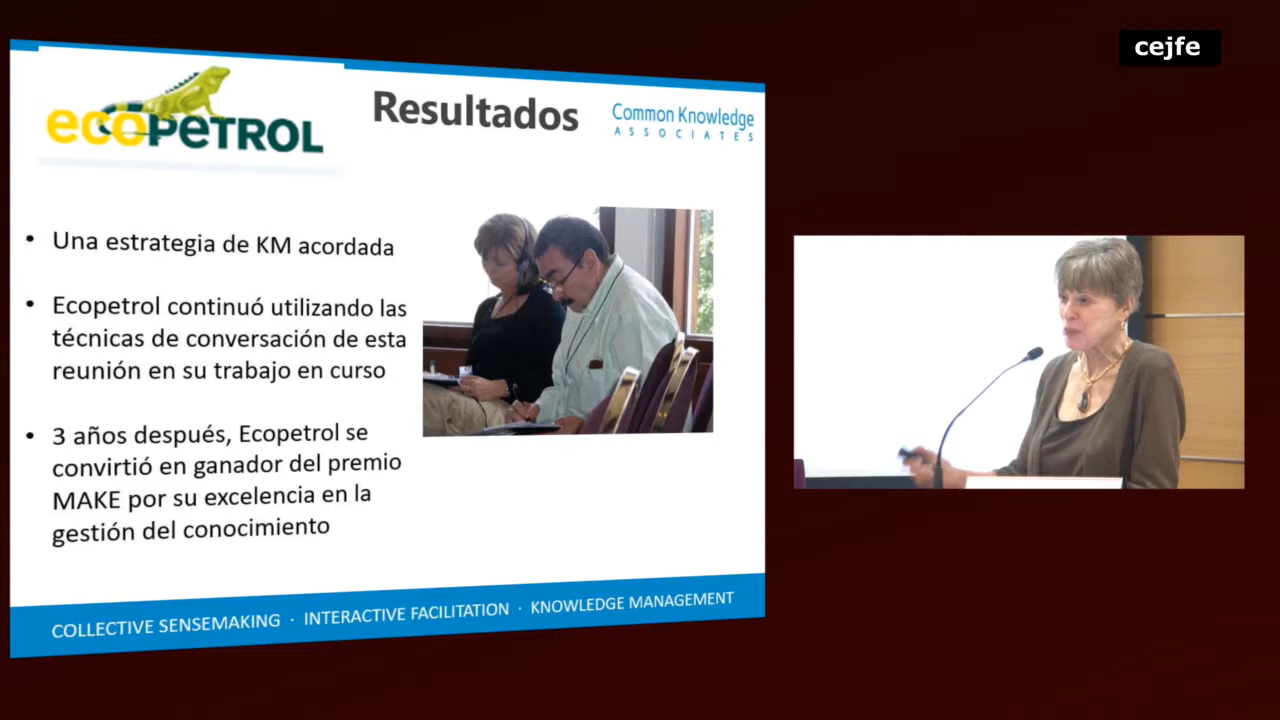 cejfe
ecopetrol
Resultados
Common Knowledge
ASSOCIATES
• Una estrategia de KM acordada
• Ecopetrol continuó utilizando las
técnicas de conversación de esta
reunión en su trabajo en curso
• 3 años después, Ecopetrol se
convirtió en ganador del premio
MAKE por su excelencia en la
gestión del conocimiento
COLLECTIVE SENSEMAKING · INTERACTIVE FACILITATION · KNOWLEDGE MANAGEMENT